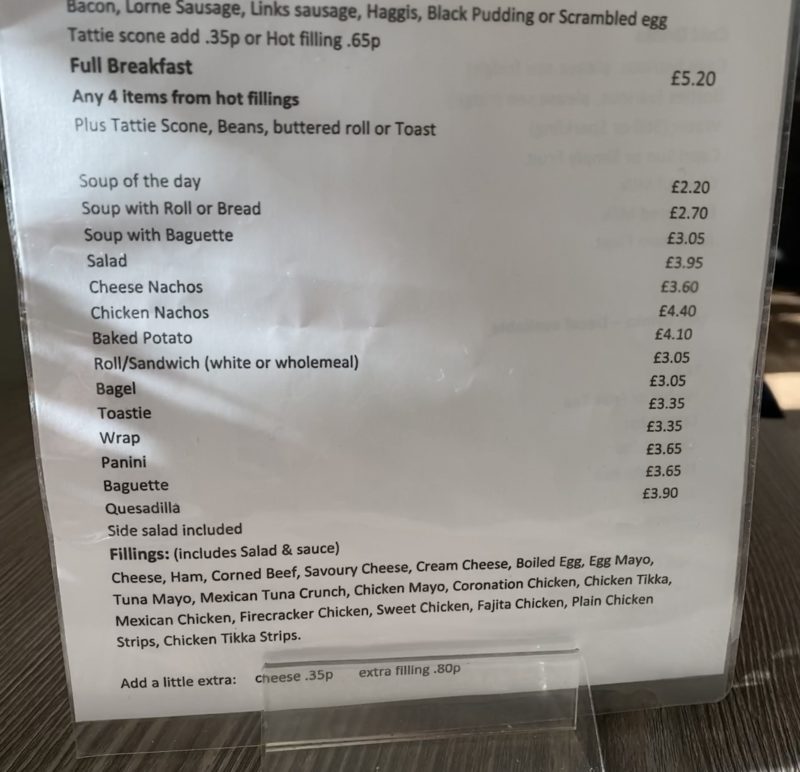 Bacon, Lorne Sausage, Links sausage, Haggis, Black Pudding or Scrambled egg
Tattie scone add .35p or Hot filling .65p
Full Breakfast £5.20
Any 4 items from hot fillings
Plus Tattie Scone, Beans, buttered roll or Toast
Soup of the day £2.20
Soup with Roll or Bread £2.70
Soup with Baguette £3.05
Salad £3.95
Cheese Nachos £3.60
Chicken Nachos £4.40
Baked Potato £4.10
Roll/Sandwich (white or wholemeal) £3.05
Bagel £3.05
Toastie £3.35
Wrap £3.35
Panini £3.65
Baguette £3.65
Quesadilla £3.90
Side salad included
Fillings: (includes Salad & sauce)
Cheese, Ham, Corned Beef, Savoury Cheese, Cream Cheese, Boiled Egg, Egg Mayo,
Tuna Mayo, Mexican Tuna Crunch, Chicken Mayo, Coronation Chicken, Chicken Tikka,
Mexican Chicken, Firecracker Chicken, Sweet Chicken, Fajita Chicken, Plain Chicken
Strips, Chicken Tikka Strips.
Add a little extra: cheese .35p extra filling .80p